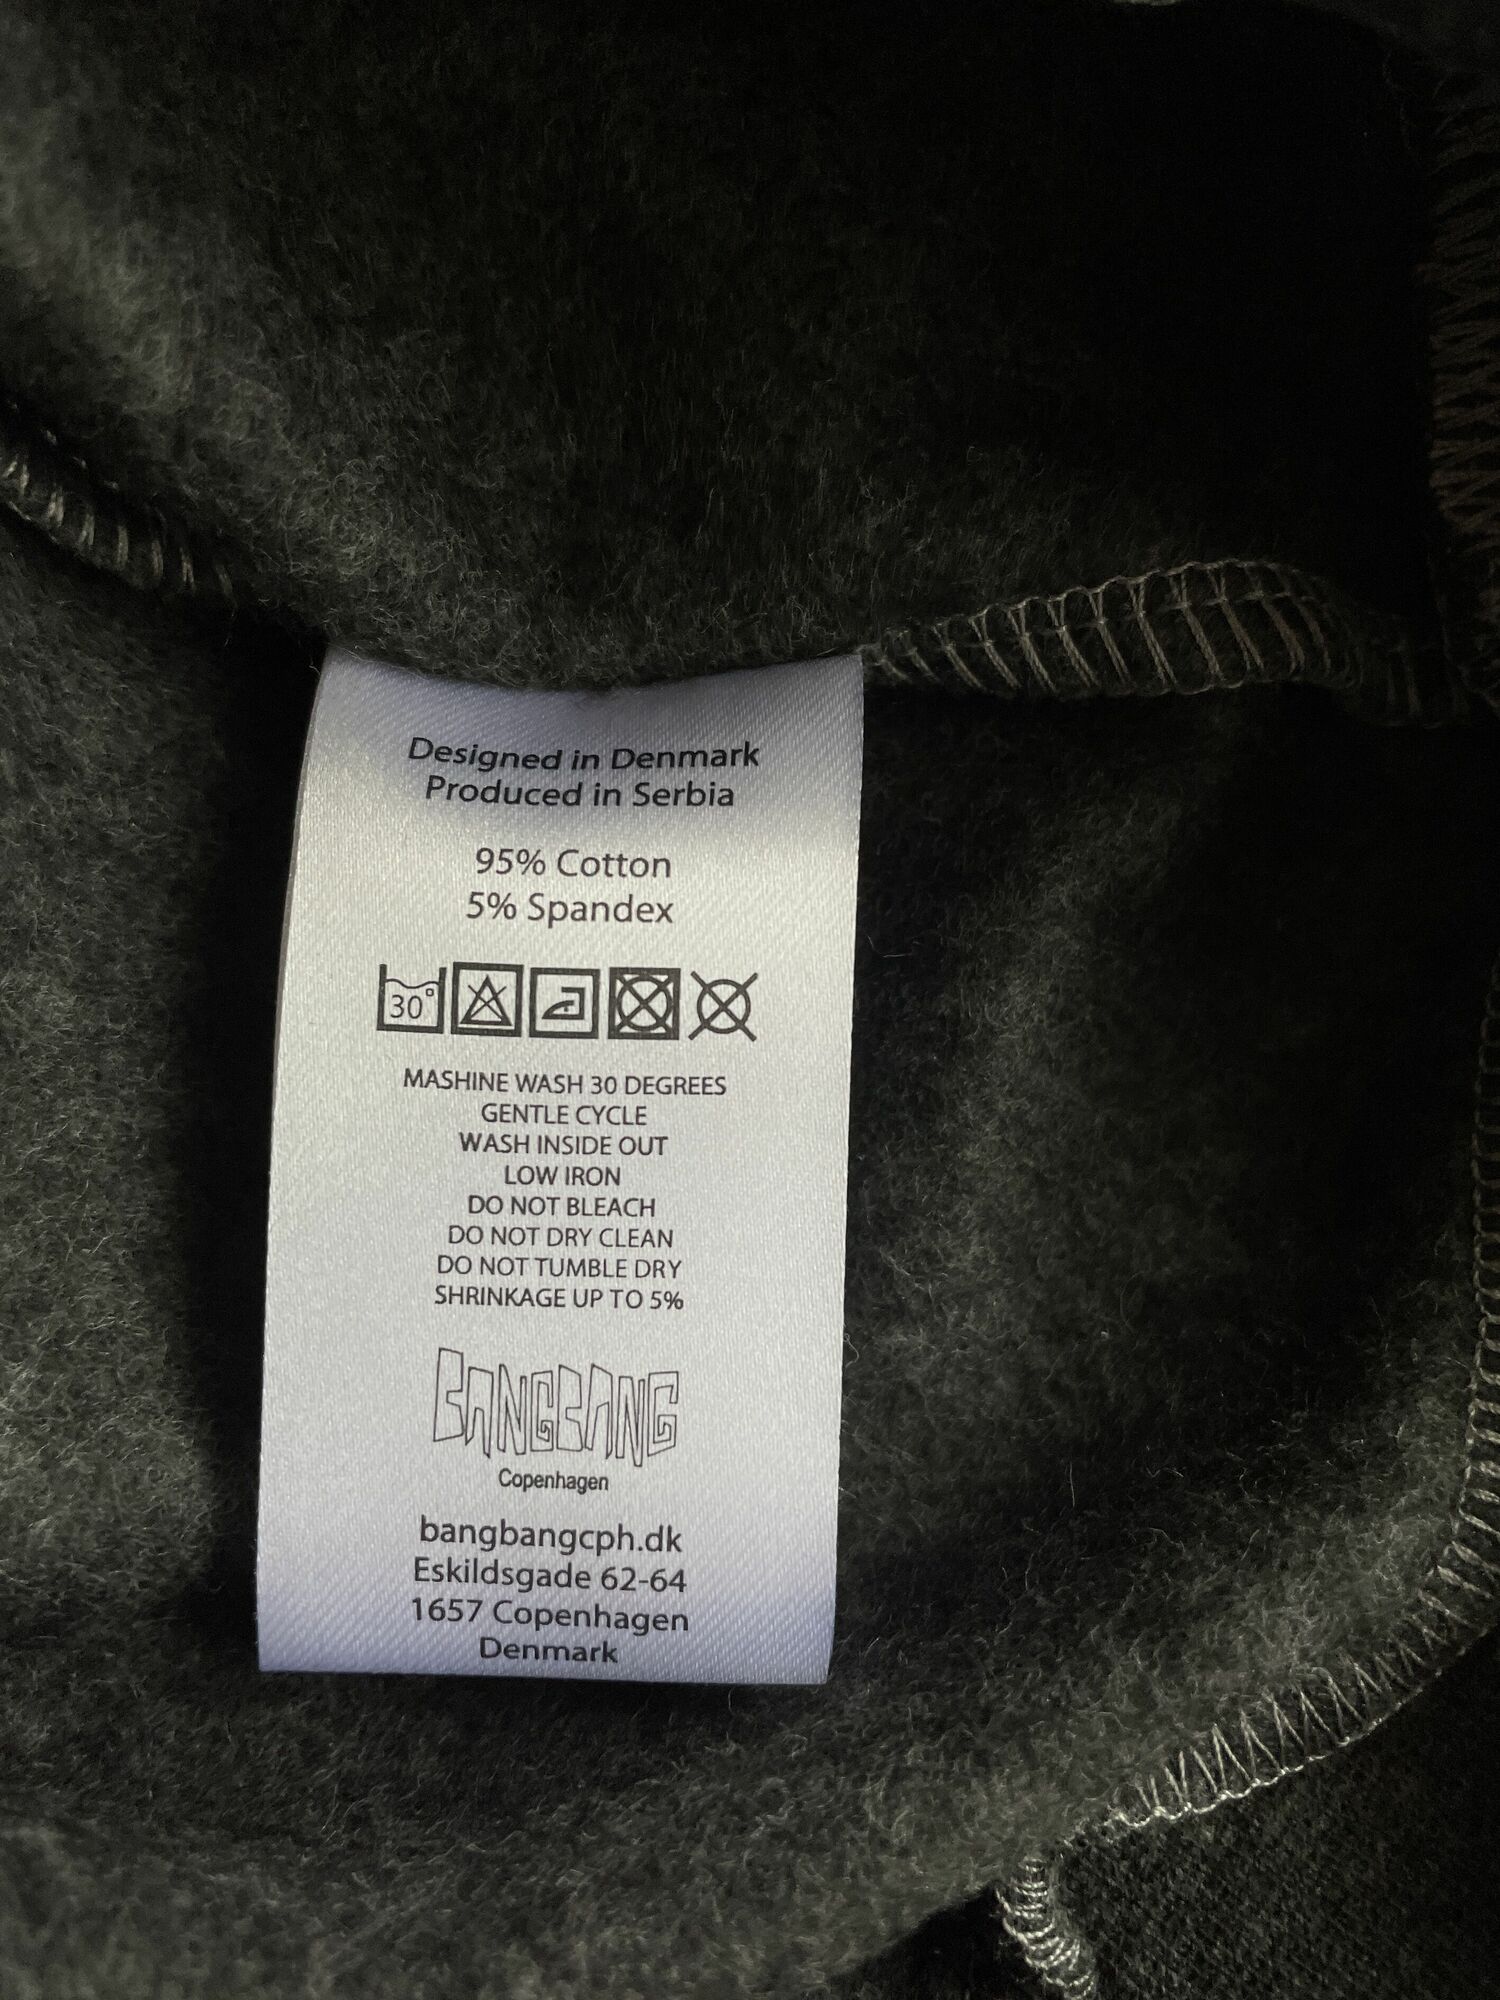 Designed in Denmark
Produced in Serbia
95% Cotton
5% Spandex
30°
MASHINE WASH 30 DEGREES
GENTLE CYCLE
WASH INSIDE OUT
LOW IRON
DO NOT BLEACH
DO NOT DRY CLEAN
DO NOT TUMBLE DRY
SHRINKAGE UP TO 5%
BANGBANG
Copenhagen
bangbangcph.dk
Eskildsgade 62-64
1657 Copenhagen
Denmark